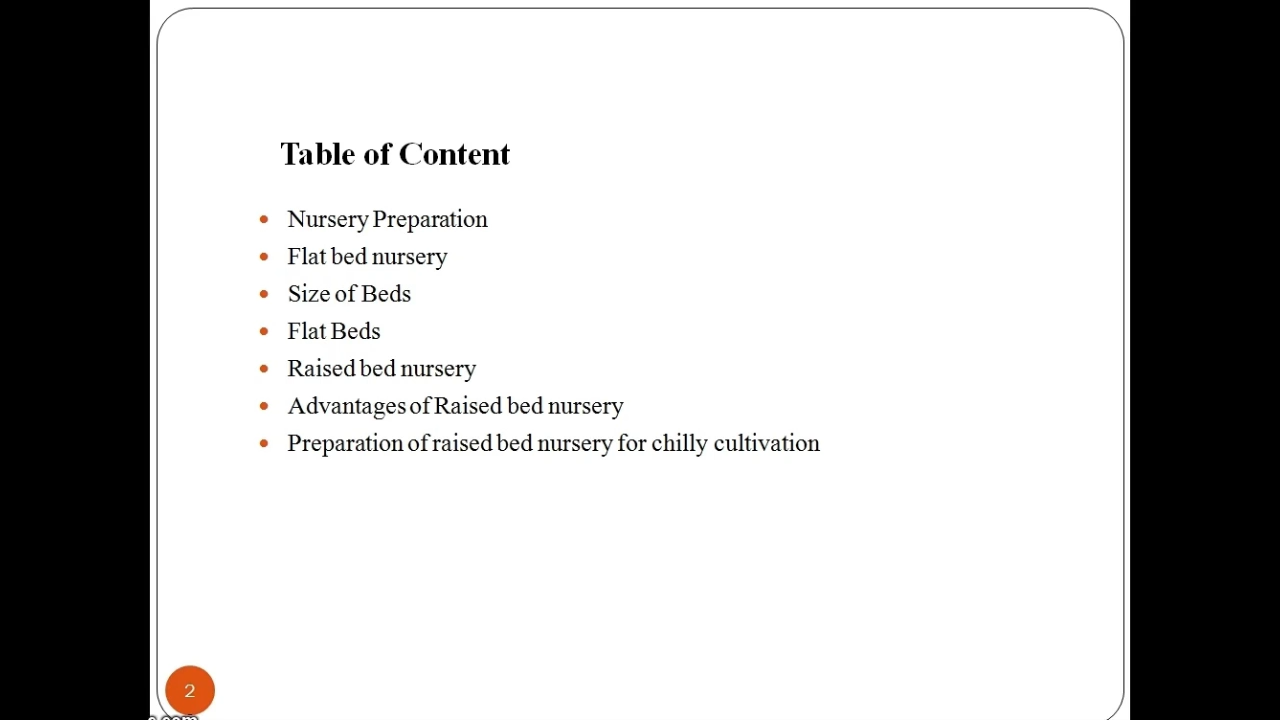 Table of Content
Nursery Preparation
Flat bed nursery
Size of Beds
Flat Beds
Raised bed nursery
Advantages of Raised bed nursery
Preparation of raised bed nursery for chilly cultivation
2